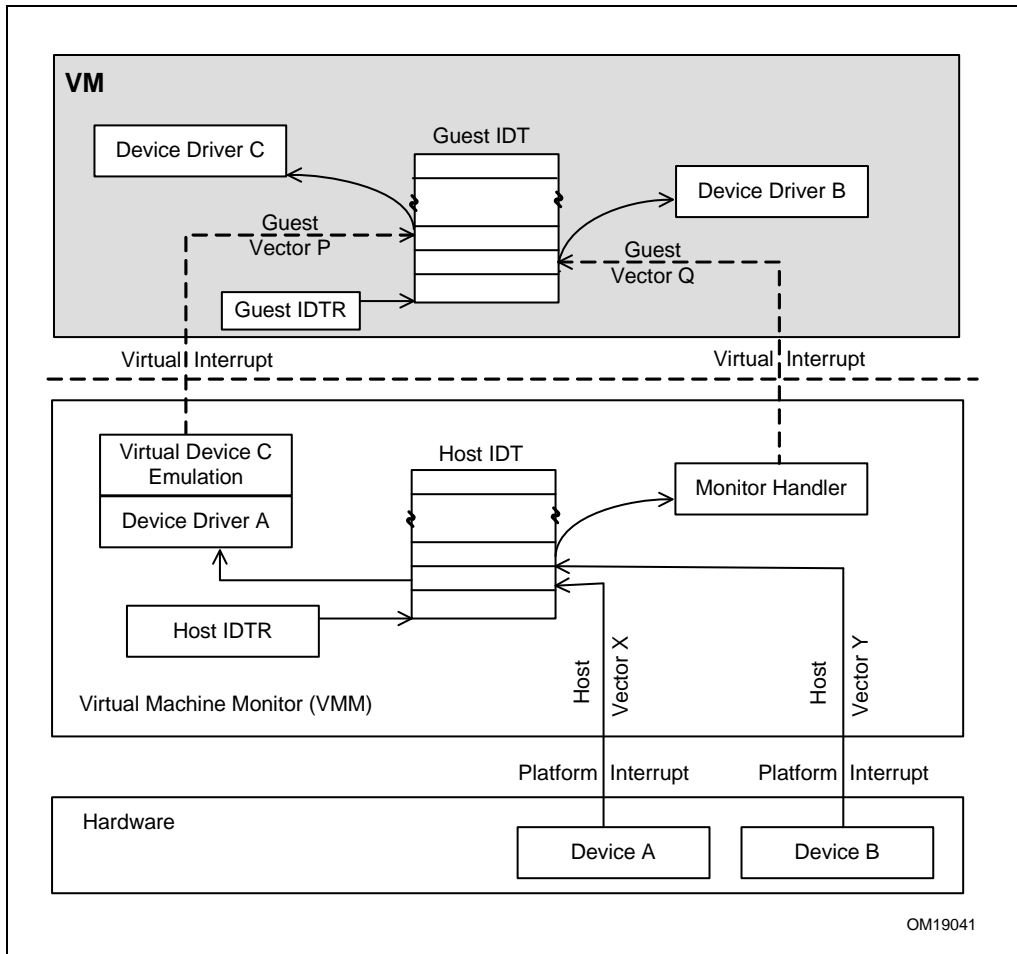 VM
Guest IDT
Device Driver C
Device Driver B
Guest
Vector P
Guest
Vector Q
Guest IDTR
Virtual Interrupt
Virtual Interrupt
Virtual Device C
Emulation
Host IDT
Monitor Handler
Device Driver A
Host IDTR
Host
Vector X
Host
Vector Y
Virtual Machine Monitor (VMM)
Platform Interrupt
Platform Interrupt
Hardware
Device A
Device B
OM19041